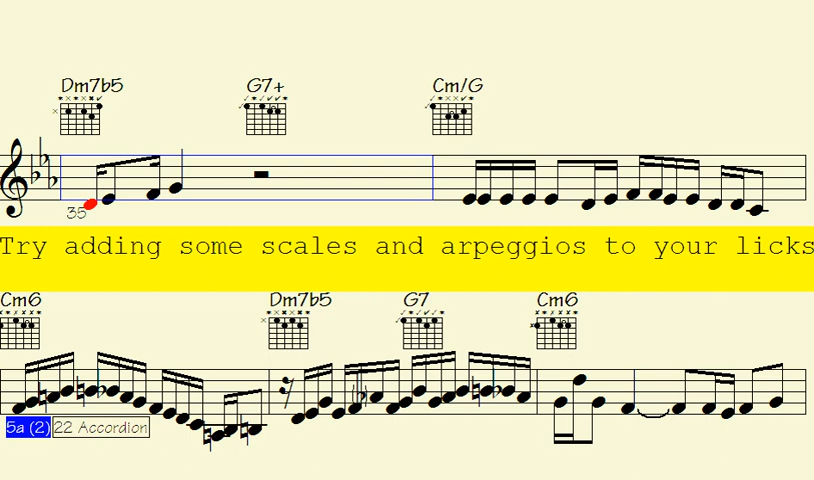 Dm7b5 G7+ Cm/G
35
Try adding some scales and arpeggios to your licks
Cm6 Dm7b5 G7 Cm6
5a (2) 22 Accordion